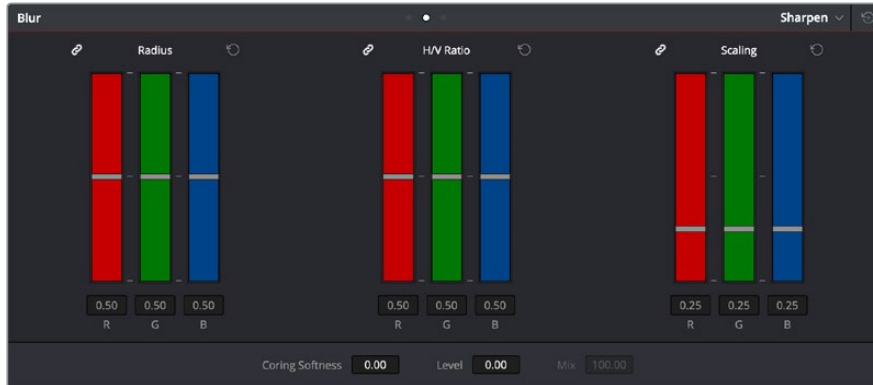 Blur Sharpen
Radius H/V Ratio Scaling
0.50 0.50 0.50 0.50 0.50 0.50 0.25 0.25 0.25
R G B R G B R G B
Coring Softness 0.00 Level 0.00 Mix 100.00